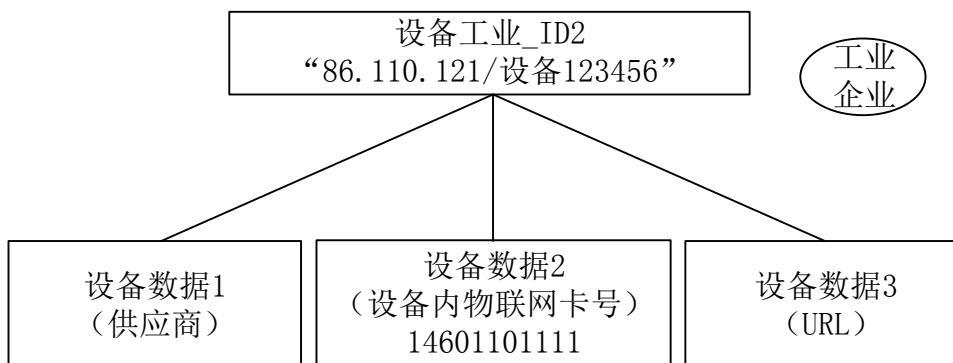 设备工业_ID2
“86.110.121/设备123456”
工业
企业
设备数据1
（供应商）
设备数据2
（设备内物联网卡号）
14601101111
设备数据3
（URL）